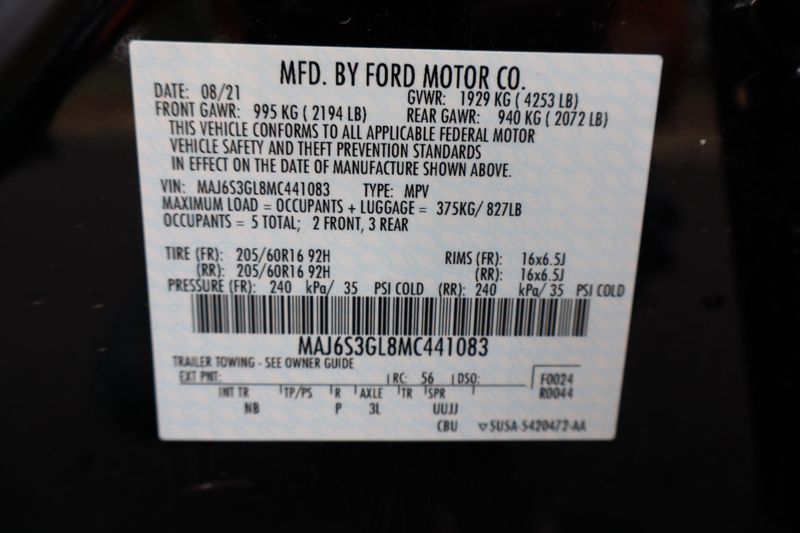 MFD. BY FORD MOTOR CO.
DATE: 08/21 GVWR: 1929 KG ( 4253 LB)
FRONT GAWR: 995 KG ( 2194 LB) REAR GAWR: 940 KG ( 2072 LB)
THIS VEHICLE CONFORMS TO ALL APPLICABLE FEDERAL MOTOR
VEHICLE SAFETY AND THEFT PREVENTION STANDARDS
IN EFFECT ON THE DATE OF MANUFACTURE SHOWN ABOVE.
VIN: MAJ6S3GL8MC441083 TYPE: MPV
MAXIMUM LOAD = OCCUPANTS + LUGGAGE = 375KG/ 827LB
OCCUPANTS = 5 TOTAL; 2 FRONT, 3 REAR
TIRE (FR): 205/60R16 92H RIMS (FR): 16x6.5J
(RR): 205/60R16 92H (RR): 16x6.5J
PRESSURE (FR): 240 kPa/ 35 PSI COLD (RR): 240 kPa/ 35 PSI COLD
MAJ6S3GL8MC441083
TRAILER TOWING - SEE OWNER GUIDE
EXT PNT: RC: 56 DSO: F0024
INT TR TP/PS R AXLE TR SPR R0044
NB P 3L UUJJ
CBU ▽ SUSA-S420472-AA